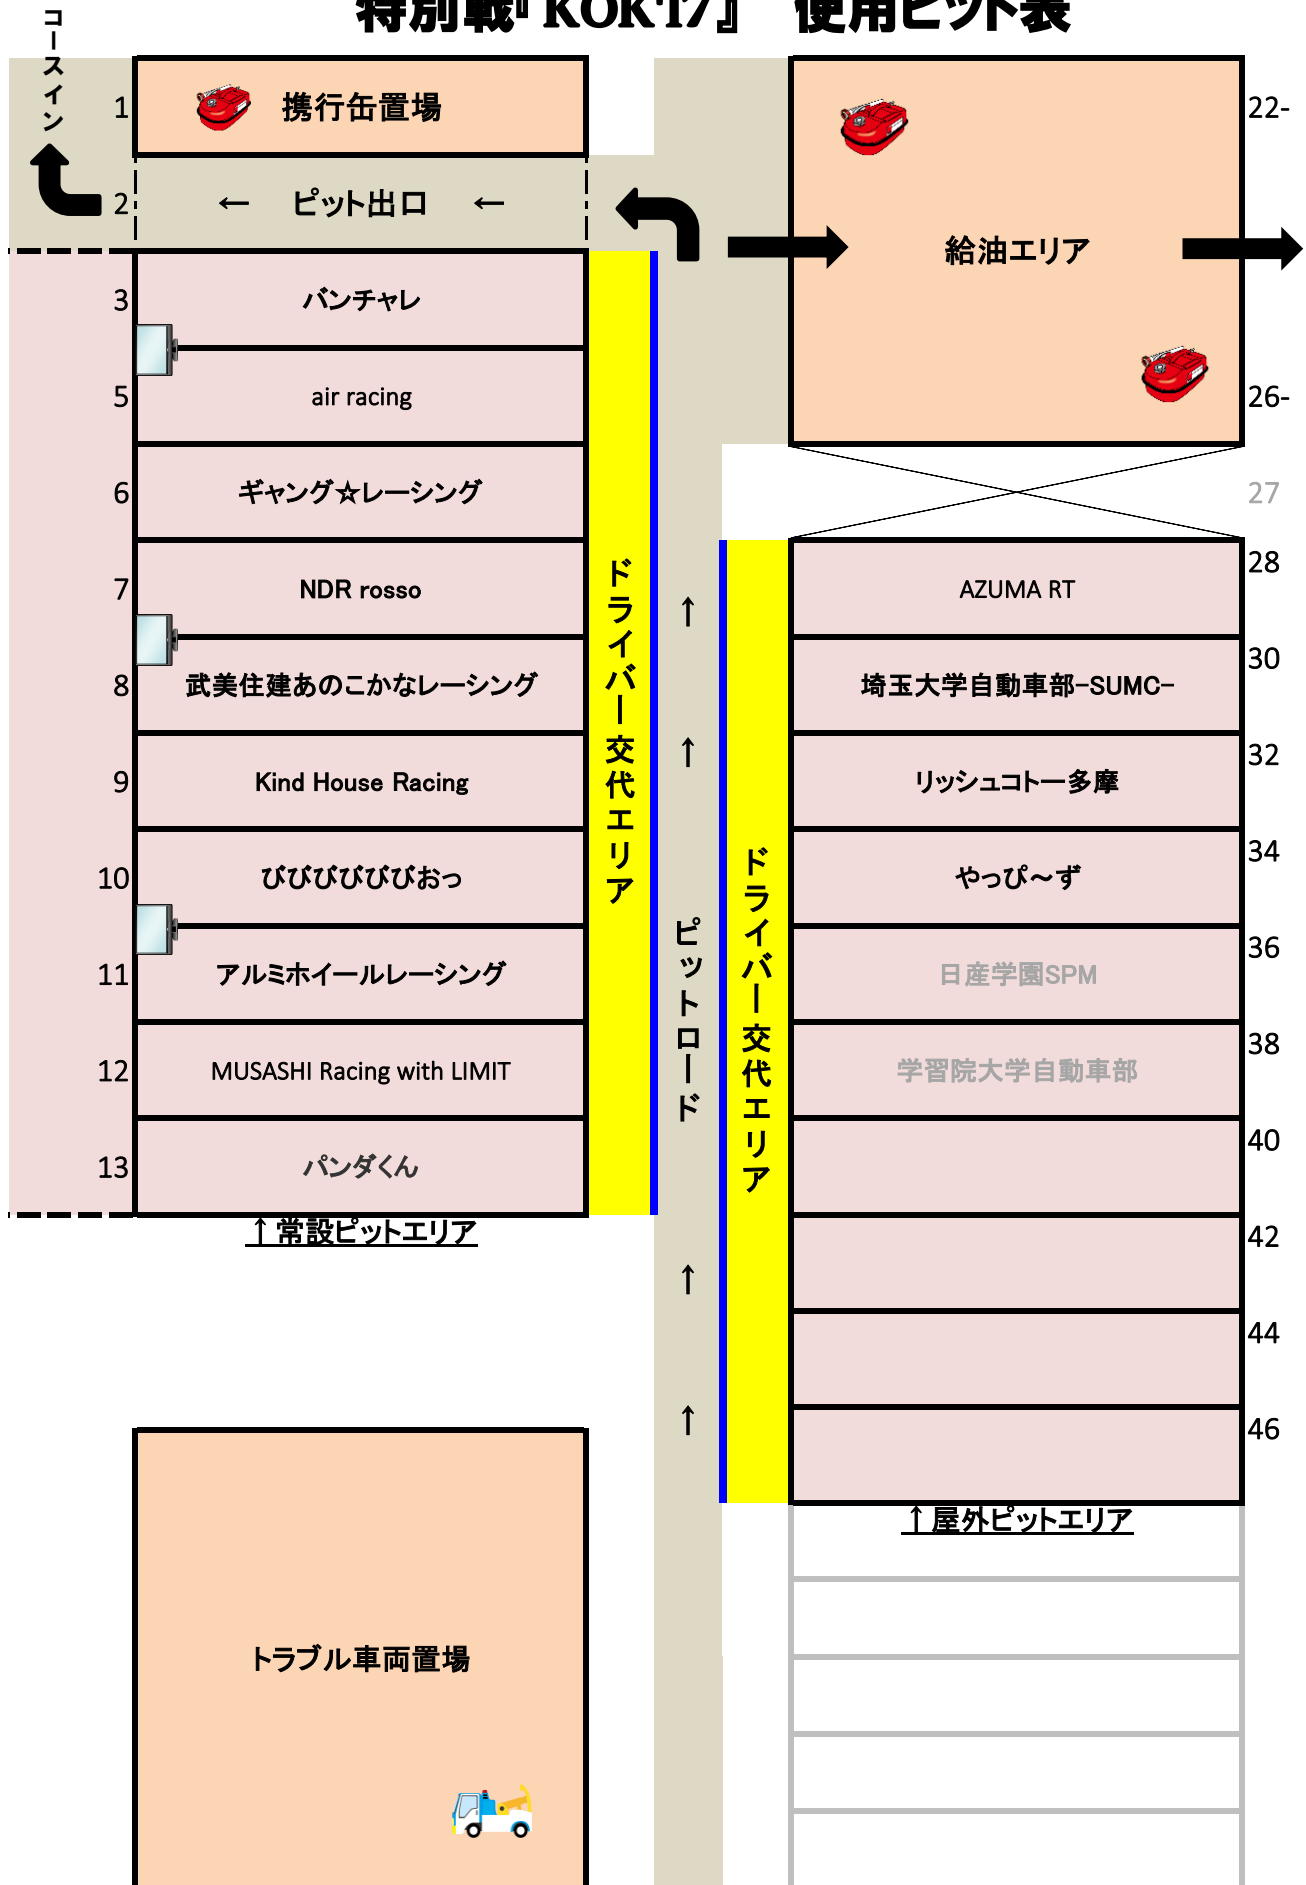 特別戦『KOKT7』 使用ピット表
コースイン
1
携行缶置場
2
← ピット出口 ←
3
バンチャレ
5
air racing
6
ギャング☆レーシング
7
NDR rosso
8
武美住建あのこかなレーシング
9
Kind House Racing
10
びびびびびびおっ
11
アルミホイールレーシング
12
MUSASHI Racing with LIMIT
13
パンダくん
↑常設ピットエリア
トラブル車両置場
ドライバー交代エリア
↑
↑
ピットロード
↑
↑
ドライバー交代エリア
22-
給油エリア
26-
27
28
AZUMA RT
30
埼玉大学自動車部-SUMC-
32
リッシュコトー多摩
34
やっぴ～ず
36
日産学園SPM
38
学習院大学自動車部
40
42
44
46
↑屋外ピットエリア